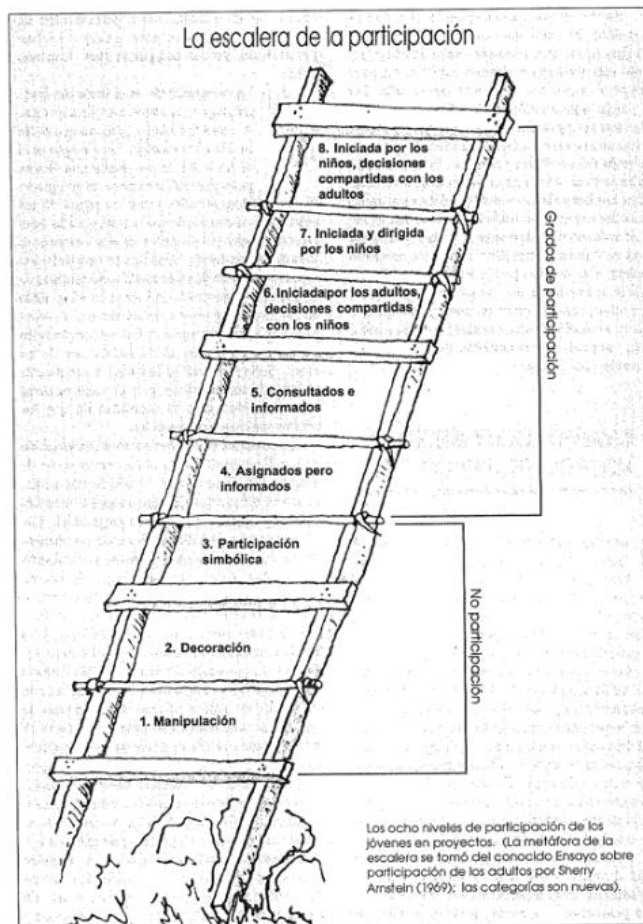 La escalera de la participación
8. Iniciada por los
niños, decisiones
compartidas con los
adultos
7. Iniciada y dirigida
por los niños
6. Iniciada por los adultos,
decisiones compartidas
con los niños
5. Consultados e
informados
4. Asignados pero
informados
3. Participación
simbólica
2. Decoración
1. Manipulación
Grados de participación
No participación
Los ocho niveles de participación de los
jóvenes en proyectos. (La metáfora de la
escalera se tomó del conocido Ensayo sobre
participación de los adultos por Sherry
Arnstein (1969); las categorías son nuevas).